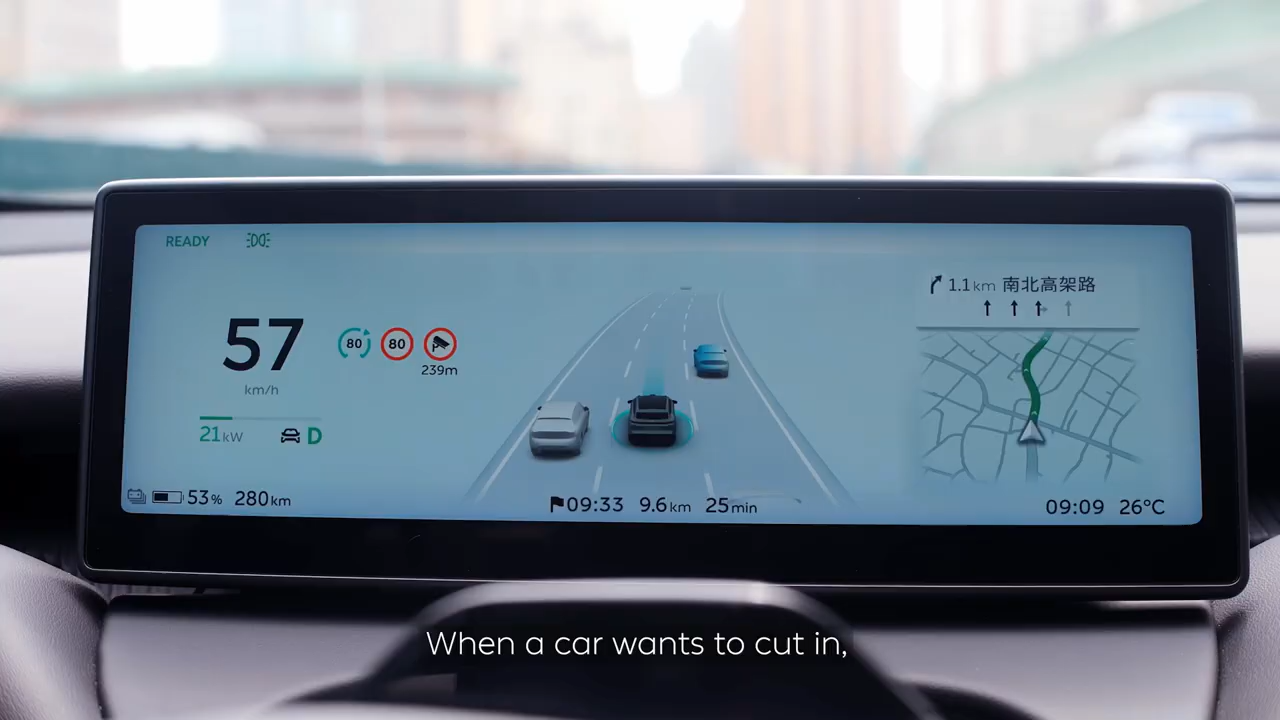 READY
57
km/h
80
80
239m
21kW
D
53% 280km
09:33 9.6km 25min
1.1km 南北高架路
09:09 26°C
When a car wants to cut in,